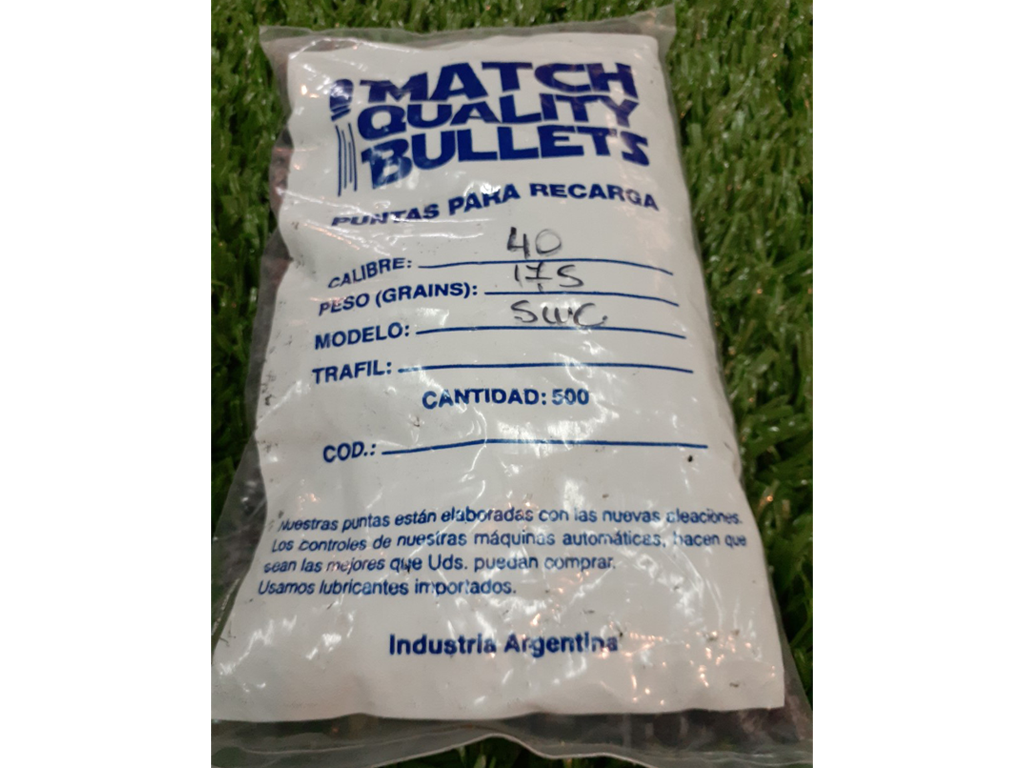 MATCH
QUALITY
BULLETS
PUNTAS PARA RECARGA
CALIBRE: 40
PESO (GRAINS): 175
MODELO: SWC
TRAFIL:
CANTIDAD: 500
COD.:
Nuestras puntas están elaboradas con las nuevas aleaciones.
Los controles de nuestras máquinas automáticas, hacen que
sean las mejores que Uds. puedan comprar.
Usamos lubricantes importados.
Industria Argentina